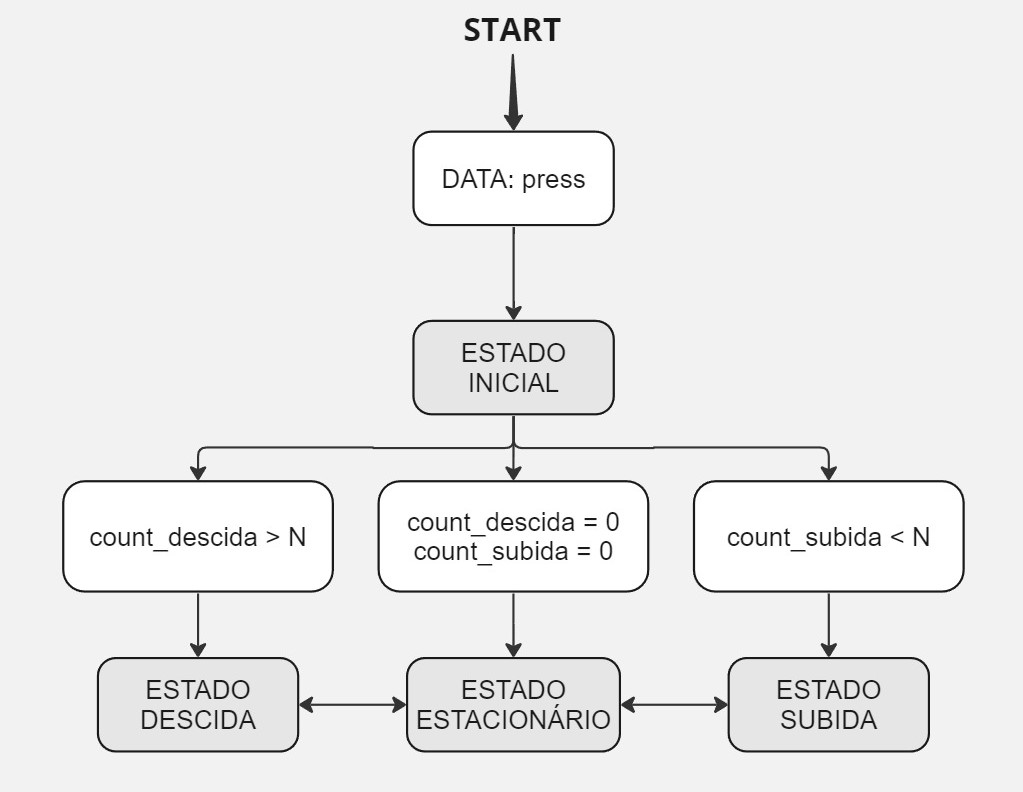 START
DATA: press
ESTADO
INICIAL
count_descida > N
count_descida = 0
count_subida = 0
count_subida < N
ESTADO
DESCIDA
ESTADO
ESTACIONÁRIO
ESTADO
SUBIDA